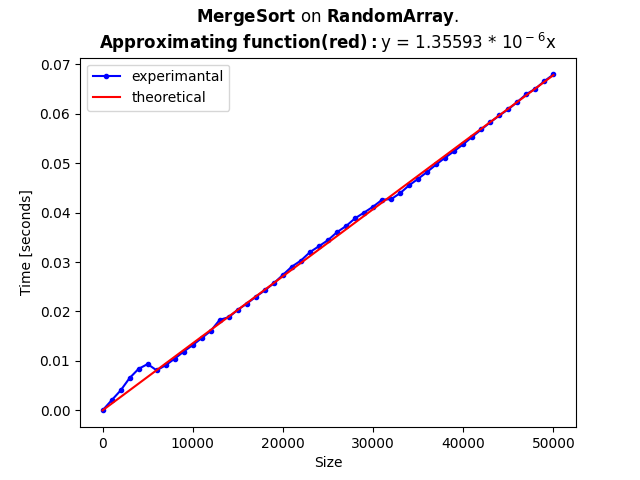 MergeSort on RandomArray.
Approximating function(red): y = 1.35593 * 10⁻⁶x
experimantal
theoretical
0.07
0.06
0.05
0.04
0.03
0.02
0.01
0.00
Time [seconds]
0 10000 20000 30000 40000 50000
Size